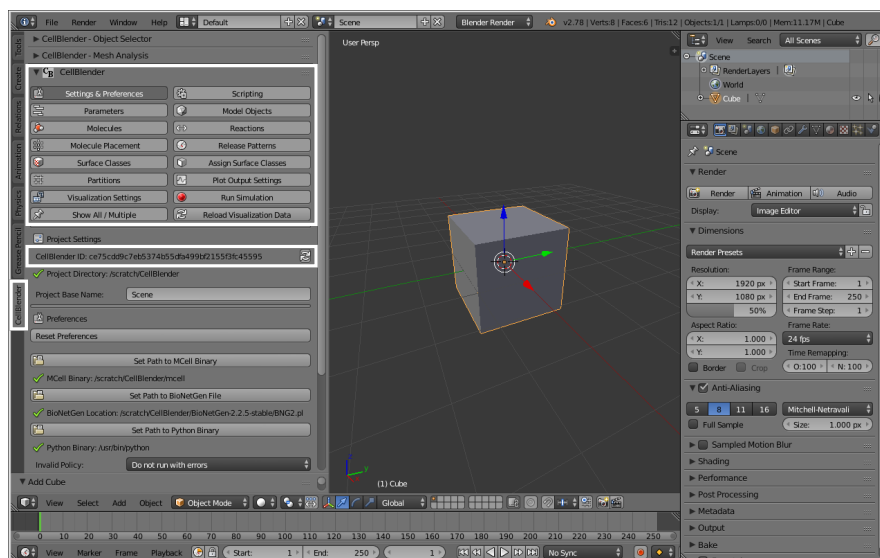 File Render Window Help Default Scene Blender Render v2.78 | Verts:8 | Faces:6 | Tris:12 | Objects:1/1 | Lamps:0/0 | Mem:11.17M | Cube
Tools
Create
Relations
Animation
Physics
Grease Pencil
CellBlender
CellBlender - Object Selector
CellBlender - Mesh Analysis
CB CellBlender
Settings & Preferences Scripting
Parameters Model Objects
Molecules Reactions
Molecule Placement Release Patterns
Surface Classes Assign Surface Classes
Partitions Plot Output Settings
Visualization Settings Run Simulation
Show All / Multiple Reload Visualization Data
Project Settings
CellBlender ID: ce75cdd9c7eb5374b55dfa499bf2155f3fc45595
Project Directory: /scratch/CellBlender
Project Base Name: Scene
Preferences
Reset Preferences
Set Path to MCell Binary
MCell Binary: /scratch/CellBlender/mcell
Set Path to BioNetGen File
BioNetGen Location: /scratch/CellBlender/BioNetGen-2.2.5-stable/BNG2.pl
Set Path to Python Binary
Python Binary: /usr/bin/python
Invalid Policy: Do not run with errors
Add Cube
User Persp
z
y
(1) Cube
View Select Add Object Object Mode Global
0 10 20 30 40 50 60 70 80 90 100 110 120 130 140 150 160 170 180 190 200 210 220 230 240 250
View Marker Frame Playback Start: 1 End: 250 1 No Sync
View Search All Scenes
Scene
RenderLayers |
World
Cube |
Scene
Render
Render Animation Audio
Display: Image Editor
Dimensions
Render Presets
Resolution: Frame Range:
X: 1920 px Start Frame: 1
Y: 1080 px End Frame: 250
50% Frame Step: 1
Aspect Ratio: Frame Rate:
X: 1.000 24 fps
Y: 1.000 Time Remapping:
Border Crop O:100 N:100
Anti-Aliasing
5 8 11 16 Mitchell-Netravali
Full Sample Size: 1.000 px
Sampled Motion Blur
Shading
Performance
Post Processing
Metadata
Output
Bake